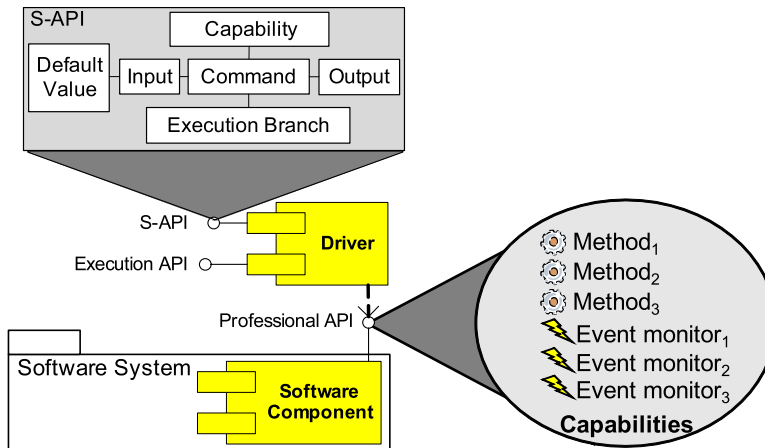 S-API
Capability
Default
Value
Input
Command
Output
Execution Branch
S-API
Execution API
Driver
Professional API
Software System
Software
Component
Method1
Method2
Method3
Event monitor1
Event monitor2
Event monitor3
Capabilities